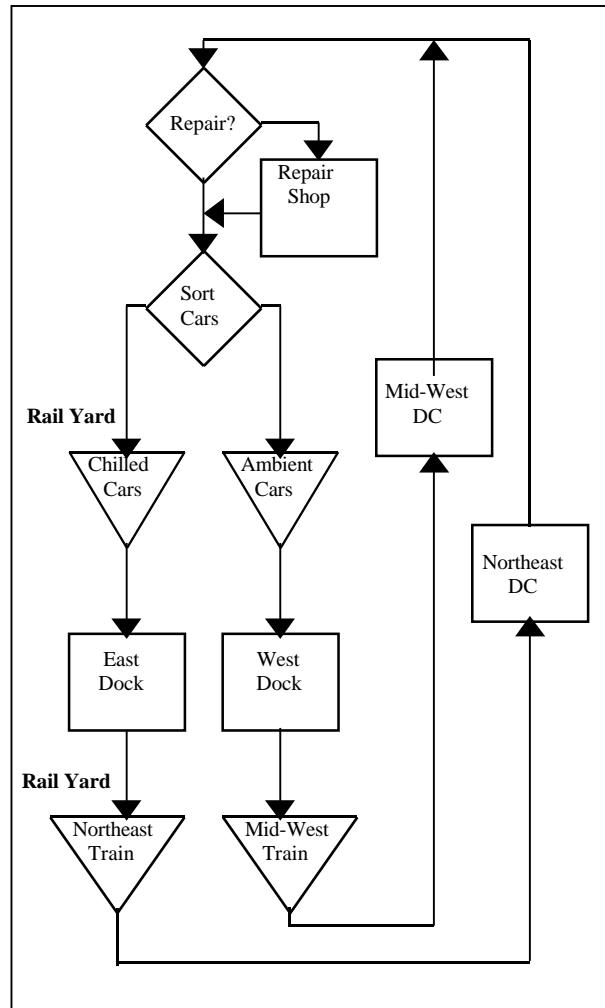 Repair?
Repair
Shop
Sort
Cars
Mid-West
DC
Rail Yard
Chilled
Cars
Ambient
Cars
Northeast
DC
East
Dock
West
Dock
Rail Yard
Northeast
Train
Mid-West
Train